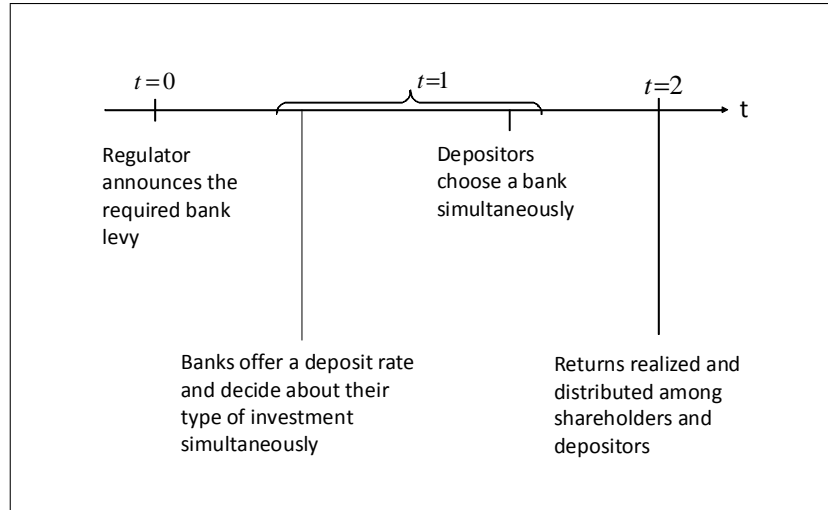 t=0
t=1
t=2
t
Regulator
announces the
required bank
levy
Depositors
choose a bank
simultaneously
Banks offer a deposit rate
and decide about their
type of investment
simultaneously
Returns realized and
distributed among
shareholders and
depositors